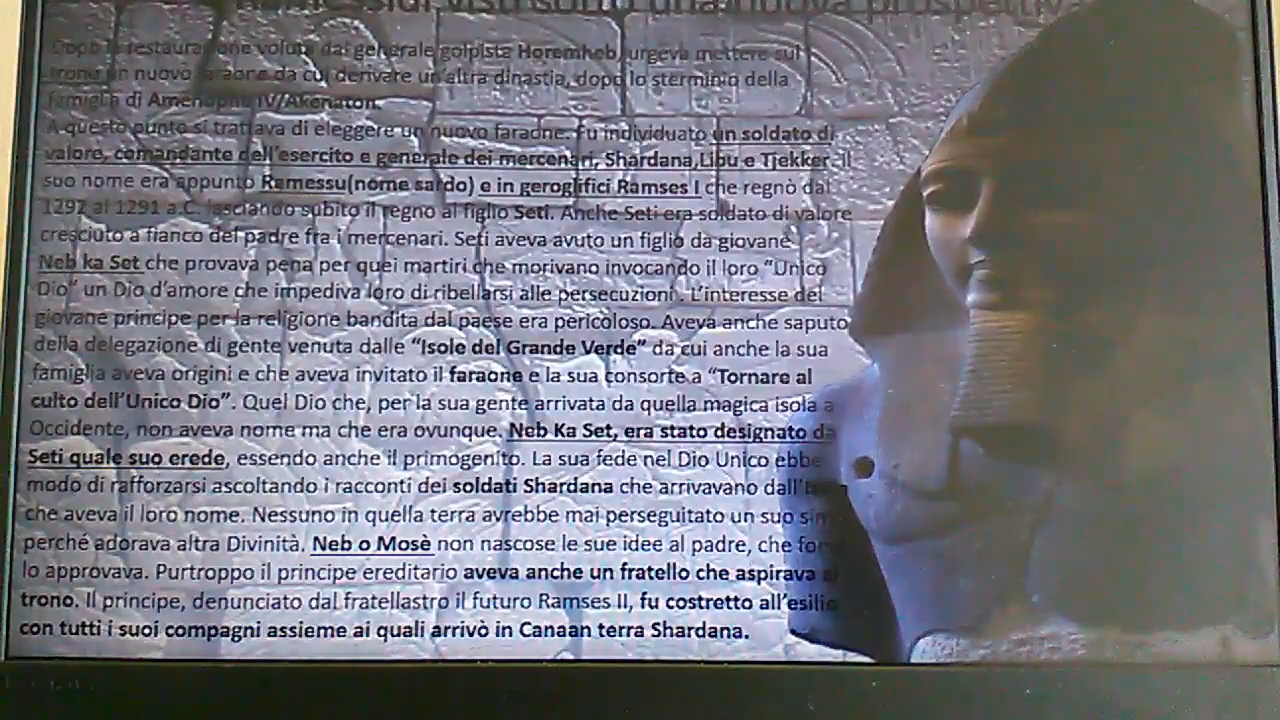 Ramessidi visti sotto una nuova prospettiva
Dopo la restaurazione voluta dal generale golpista Horemheb, urgeva mettere sul
trono un nuovo faraone da cui derivare un'altra dinastia, dopo lo sterminio della
famiglia di Amenophis IV/Akenaton.
A questo punto si trattava di eleggere un nuovo faraone. Fu individuato un soldato di
valore, comandante dell'esercito e generale dei mercenari, Shardana,Libu e Tjekker. Il
suo nome era appunto Ramessu(nome sardo) e in geroglifici Ramses I che regnò dal
1292 al 1291 a.C. lasciando subito il regno al figlio Seti. Anche Seti era soldato di valore
cresciuto a fianco del padre fra i mercenari. Seti aveva avuto un figlio da giovane
Neb ka Set che provava pena per quei martiri che morivano invocando il loro "Unico
Dio" un Dio d'amore che impediva loro di ribellarsi alle persecuzioni . L'interesse del
giovane principe per la religione bandita dal paese era pericoloso. Aveva anche saputo
della delegazione di gente venuta dalle "Isole del Grande Verde" da cui anche la sua
famiglia aveva origini e che aveva invitato il faraone e la sua consorte a "Tornare al
culto dell'Unico Dio". Quel Dio che, per la sua gente arrivata da quella magica isola a
Occidente, non aveva nome ma che era ovunque. Neb Ka Set, era stato designato da
Seti quale suo erede, essendo anche il primogenito. La sua fede nel Dio Unico ebbe
modo di rafforzarsi ascoltando i racconti dei soldati Shardana che arrivavano
che aveva il loro nome. Nessuno in quella terra avrebbe mai perseguitato un suo
perché adorava altra Divinità. Neb o Mosè non nascose le sue idee al padre, che
lo approvava. Purtroppo il principe ereditario aveva anche un fratello che aspirava al
trono. Il principe, denunciato dal fratellastro il futuro Ramses II, fu costretto all'esilio
con tutti i suoi compagni assieme ai quali arrivò in Canaan terra Shardana.